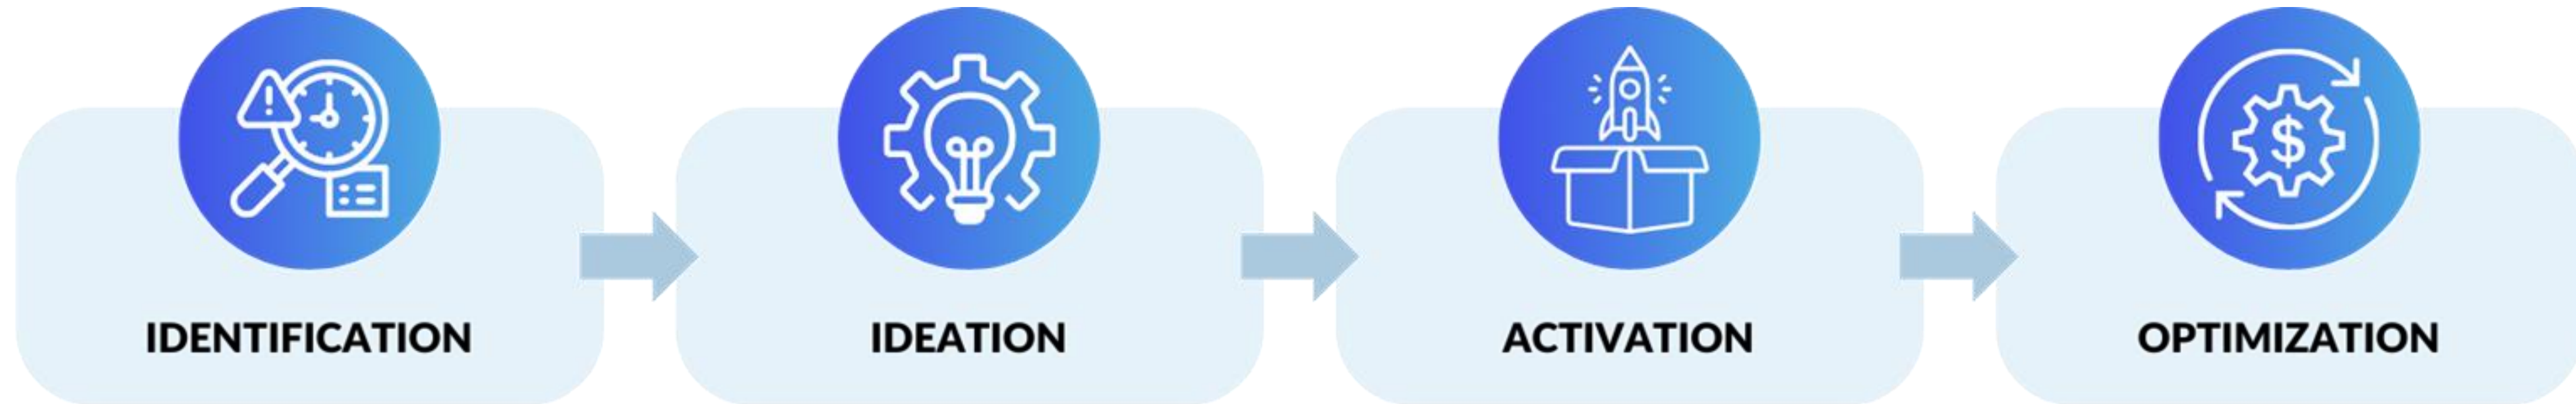 IDENTIFICATION
IDEATION
ACTIVATION
$
OPTIMIZATION